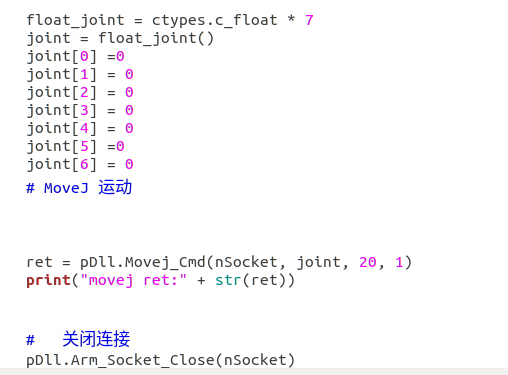 float_joint = ctypes.c_float * 7
joint = float_joint()
joint[0] =0
joint[1] = 0
joint[2] = 0
joint[3] = 0
joint[4] = 0
joint[5] =0
joint[6] = 0
# MoveJ 运动
ret = pDll.Movej_Cmd(nSocket, joint, 20, 1)
print("movej ret:" + str(ret))
#   关闭连接
pDll.Arm_Socket_Close(nSocket)